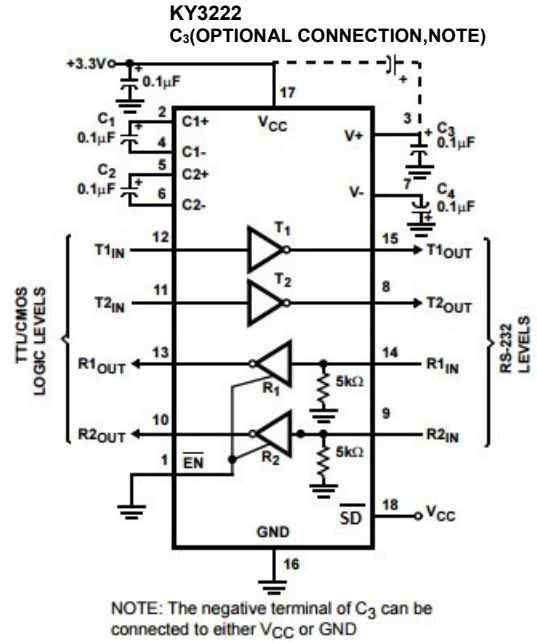 KY3222
C3(OPTIONAL CONNECTION,NOTE)
+3.3V
+
0.1μF
+
17
2
C1
+
0.1μF
C1+
VCC
V+
3
+
C3
0.1μF
4
C1-
5
C2
+
0.1μF
C2+
V-
7
C4
0.1μF
+
6
C2-
T1
12
T1IN
15
T1OUT
T2
11
T2IN
8
T2OUT
TTL/CMOS
LOGIC LEVELS
RS-232
LEVELS
13
R1OUT
R1
14
R1IN
5kΩ
10
R2OUT
R2
9
R2IN
5kΩ
1
EN
18
SD
VCC
GND
16
NOTE: The negative terminal of C3 can be
connected to either VCC or GND